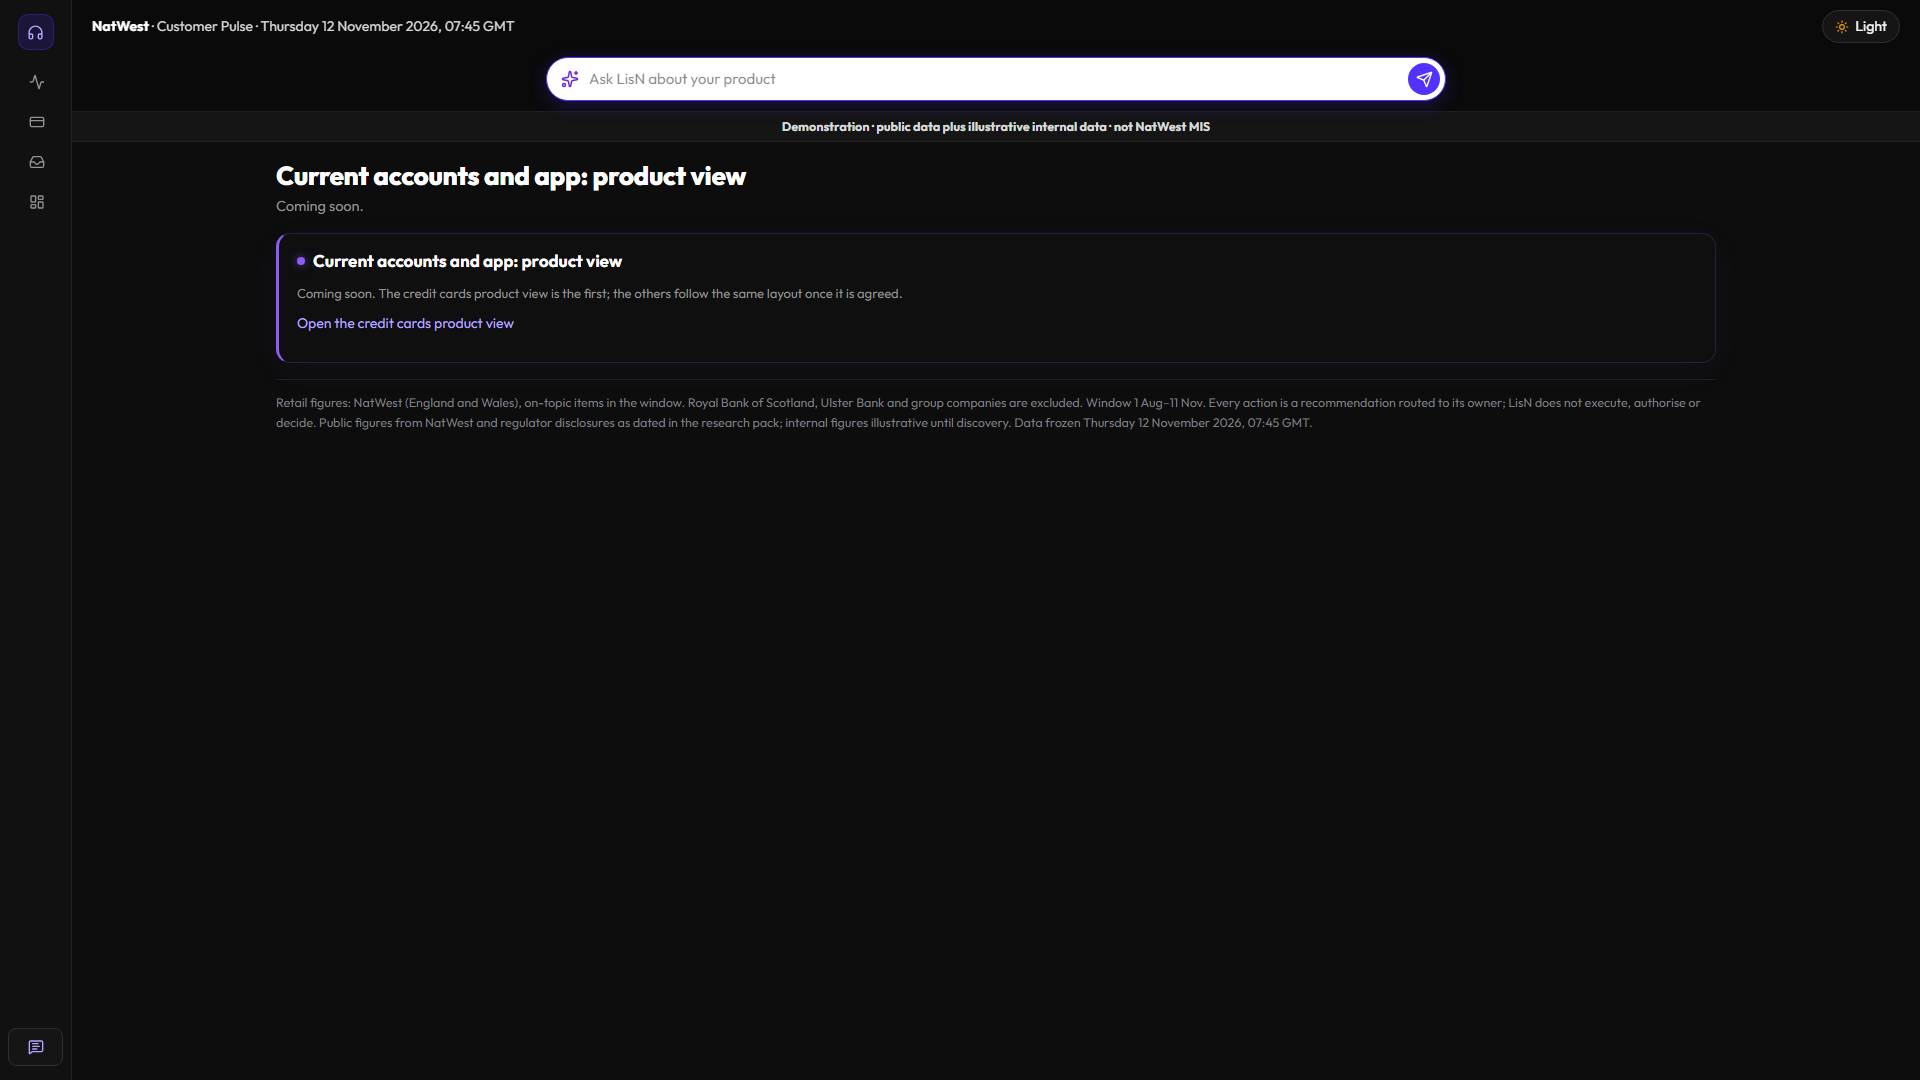 NatWest · Customer Pulse · Thursday 12 November 2026, 07:45 GMT
Light
Ask LisN about your product
Demonstration · public data plus illustrative internal data · not NatWest MIS
Current accounts and app: product view
Coming soon.
Current accounts and app: product view
Coming soon. The credit cards product view is the first; the others follow the same layout once it is agreed.
Open the credit cards product view
Retail figures: NatWest (England and Wales), on-topic items in the window. Royal Bank of Scotland, Ulster Bank and group companies are excluded. Window 1 Aug–11 Nov. Every action is a recommendation routed to its owner; LisN does not execute, authorise or
decide. Public figures from NatWest and regulator disclosures as dated in the research pack; internal figures illustrative until discovery. Data frozen Thursday 12 November 2026, 07:45 GMT.